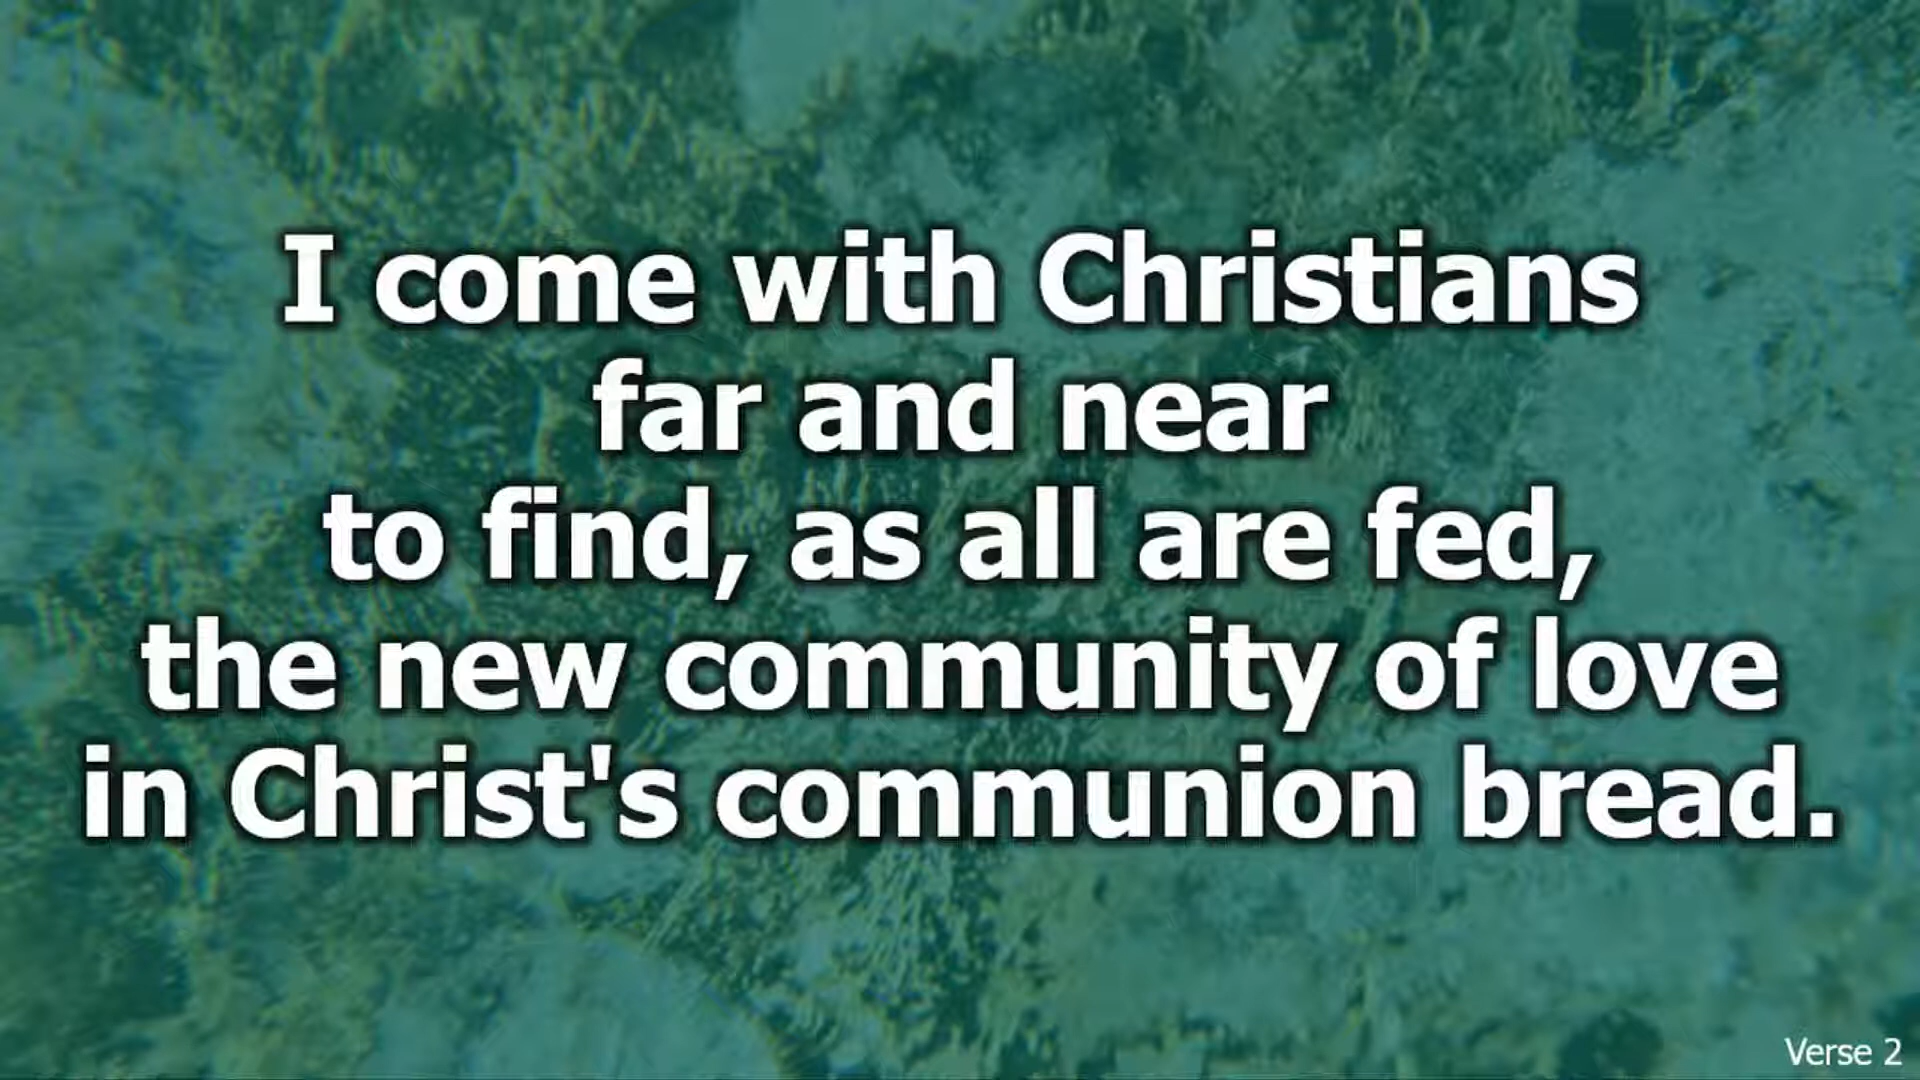 I come with Christians
far and near
to find, as all are fed,
the new community of love
in Christ's communion bread.
Verse 2